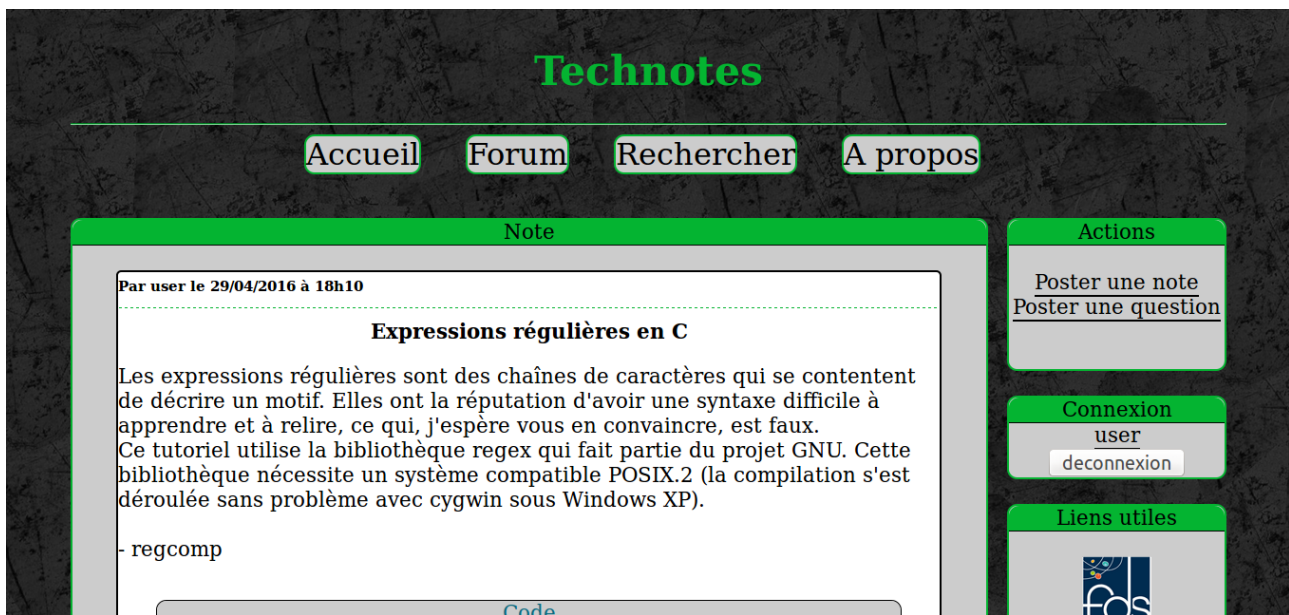 Technotes
Accueil Forum Rechercher A propos
Note
Par user le 29/04/2016 à 18h10
Expressions régulières en C
Les expressions régulières sont des chaînes de caractères qui se contentent
de décrire un motif. Elles ont la réputation d'avoir une syntaxe difficile à
apprendre et à relire, ce qui, j'espère vous en convaincre, est faux.
Ce tutoriel utilise la bibliothèque regex qui fait partie du projet GNU. Cette
bibliothèque nécessite un système compatible POSIX.2 (la compilation s'est
déroulée sans problème avec cygwin sous Windows XP).
- regcomp
Code
Actions
Poster une note
Poster une question
Connexion
user
deconnexion
Liens utiles
fds